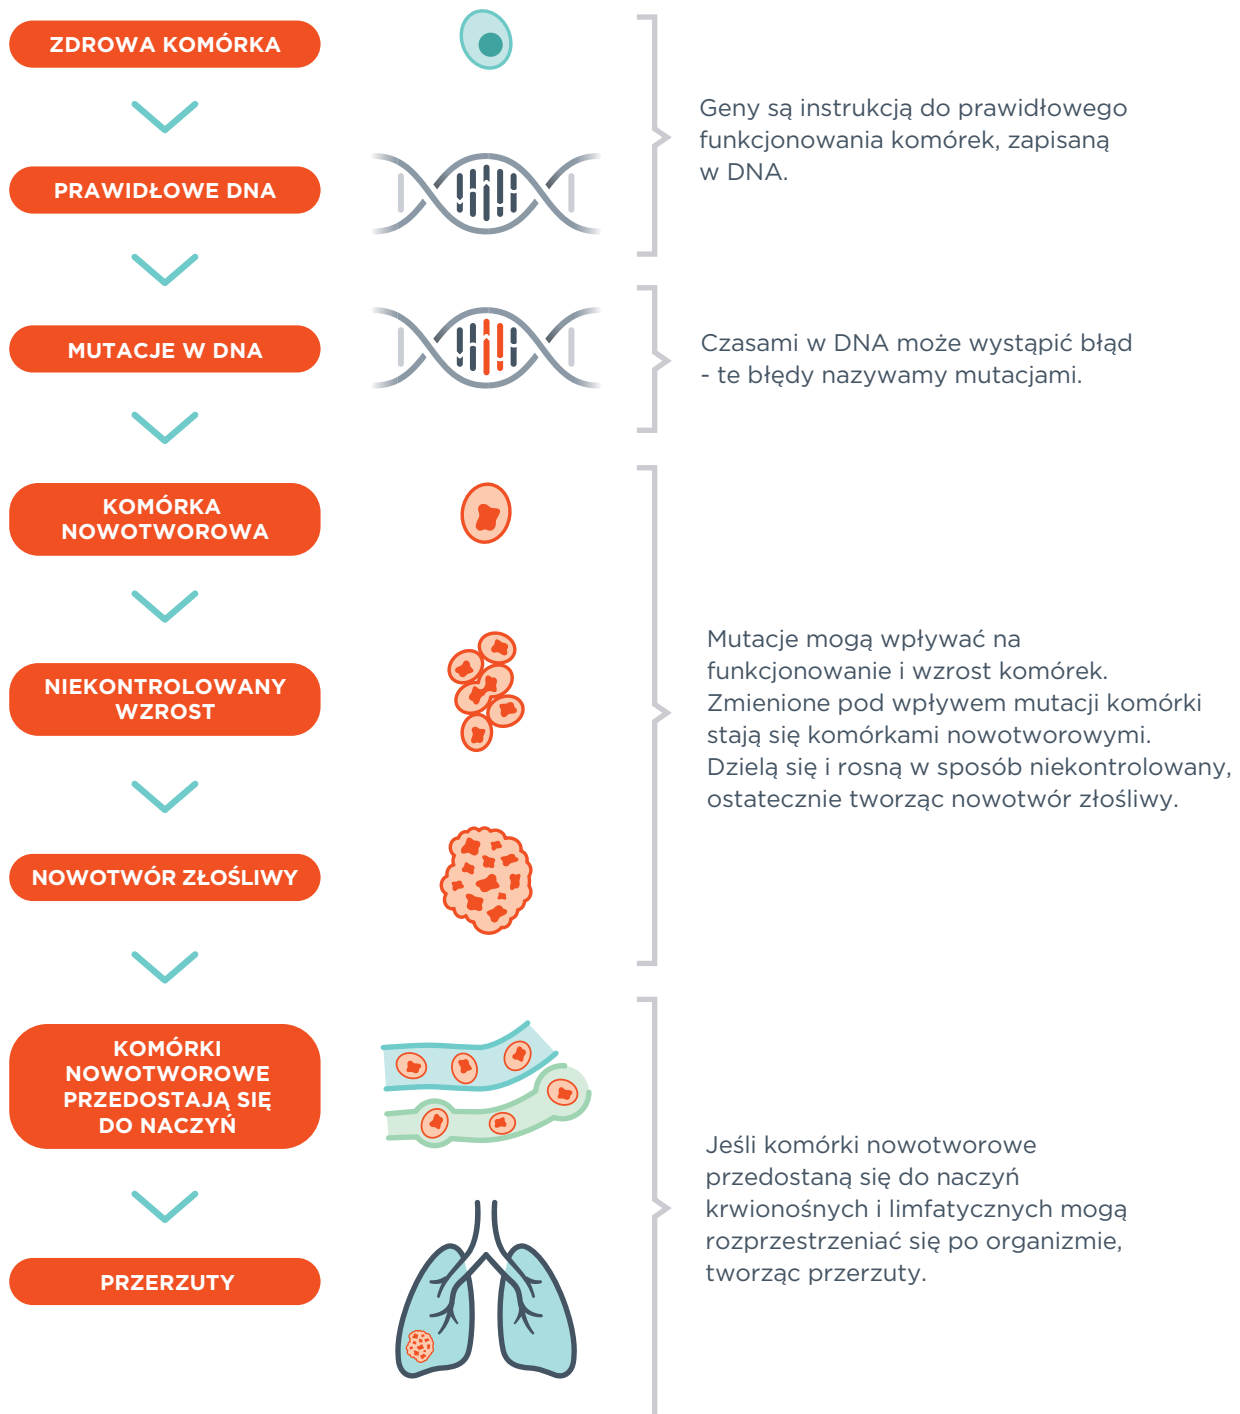 ZDROWA KOMÓRKA
PRAWIDŁOWE DNA
Geny są instrukcją do prawidłowego
funkcjonowania komórek, zapisaną
w DNA.
MUTACJE W DNA
Czasami w DNA może wystąpić błąd
- te błędy nazywamy mutacjami.
KOMÓRKA
NOWOTWOROWA
NIEKONTROLOWANY
WZROST
NOWOTWÓR ZŁOŚLIWY
Mutacje mogą wpływać na
funkcjonowanie i wzrost komórek.
Zmienione pod wpływem mutacji komórki
stają się komórkami nowotworowymi.
Dzielą się i rosną w sposób niekontrolowany,
ostatecznie tworząc nowotwór złośliwy.
KOMÓRKI
NOWOTWOROWE
PRZEDOSTAJĄ SIĘ
DO NACZYŃ
PRZERZUTY
Jeśli komórki nowotworowe
przedostaną się do naczyń
krwionośnych i limfatycznych mogą
rozprzestrzeniać się po organizmie,
tworząc przerzuty.